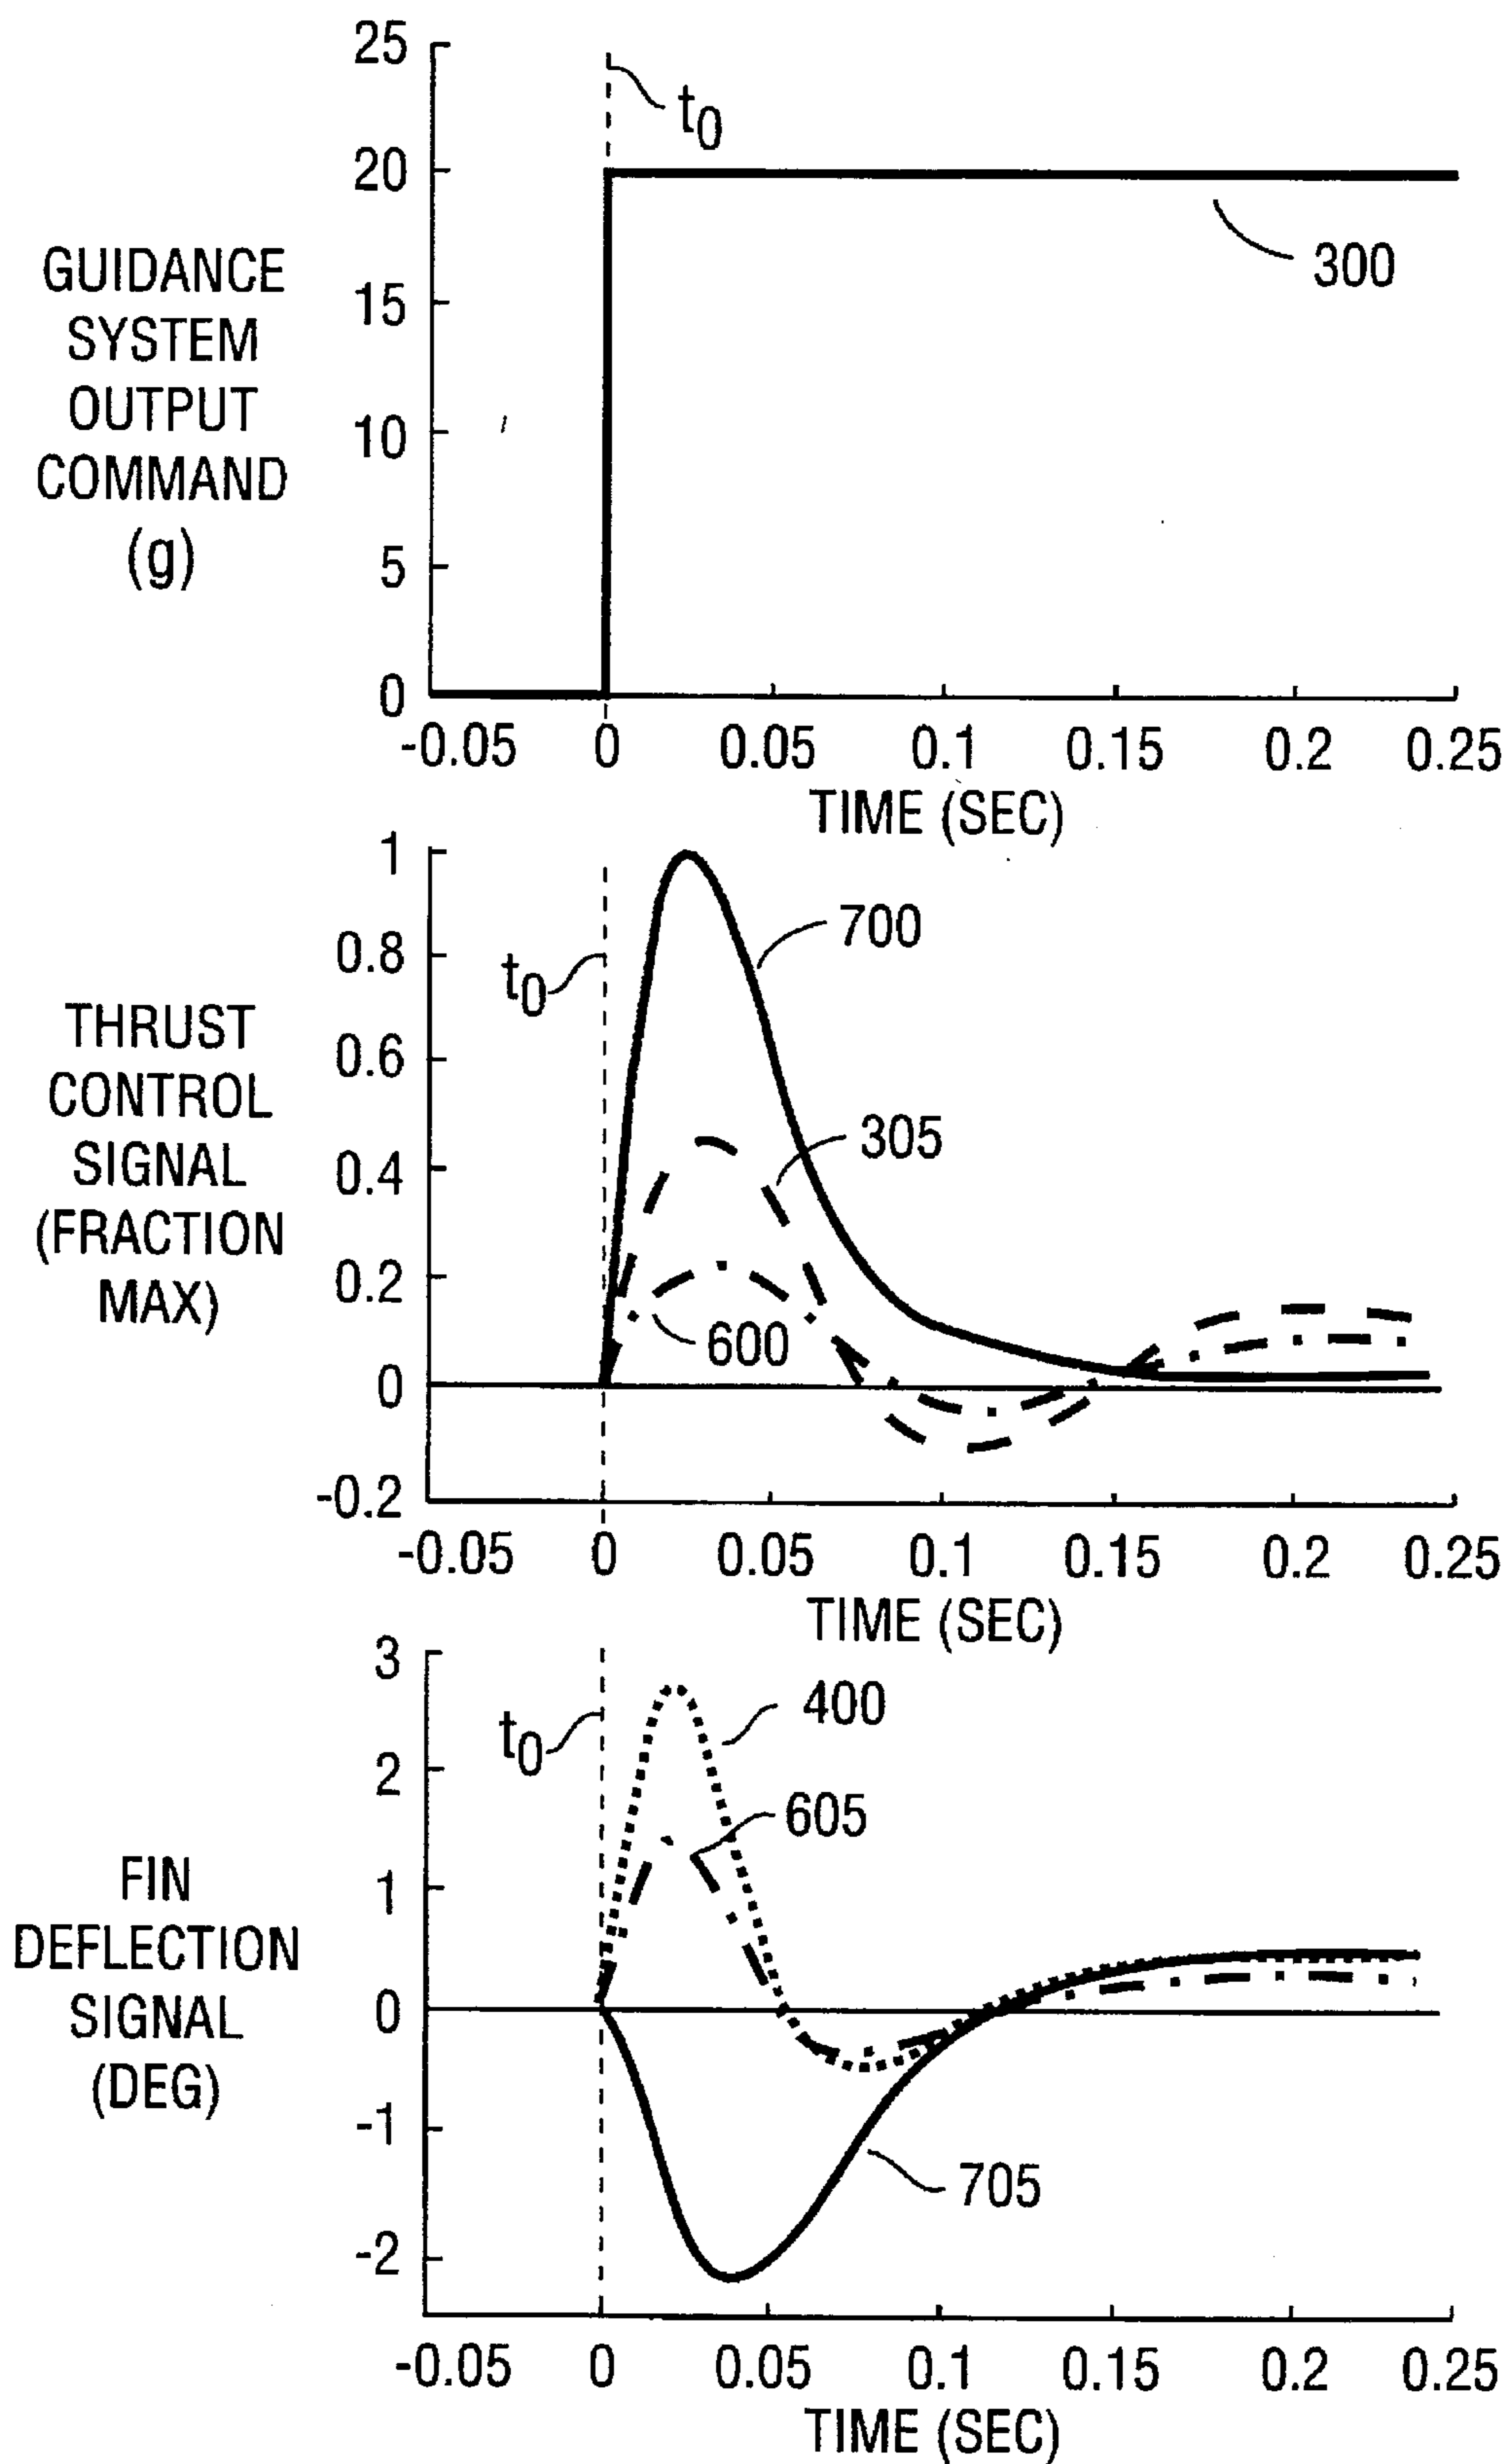 25
t0
20
300
GUIDANCE
SYSTEM
OUTPUT
COMMAND
(g)
15
10
5
0
-0.05 0 0.05 0.1 0.15 0.2 0.25
TIME (SEC)
1
700
0.8
t0
THRUST
CONTROL
SIGNAL
(FRACTION
MAX)
0.6
305
0.4
0.2
600
0
-0.2
-0.05 0 0.05 0.1 0.15 0.2 0.25
TIME (SEC)
3
400
t0
2
605
FIN
DEFLECTION
SIGNAL
(DEG)
1
0
-1
705
-2
-0.05 0 0.05 0.1 0.15 0.2 0.25
TIME (SEC)